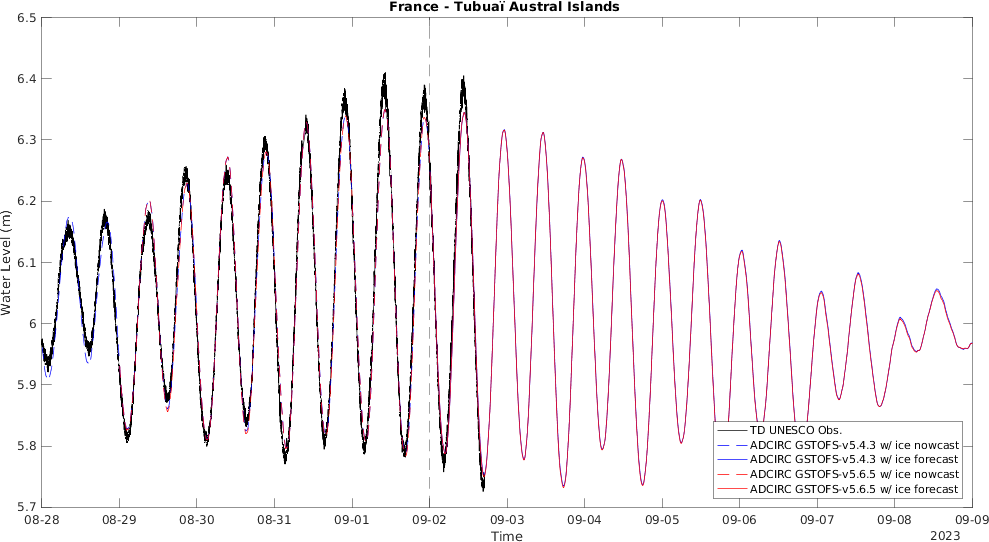 France - Tubuaï Austral Islands
6.5
6.4
6.3
6.2
6.1
6
5.9
5.8
5.7
Water Level (m)
TD UNESCO Obs.
ADCIRC GSTOFS-v5.4.3 w/ ice nowcast
ADCIRC GSTOFS-v5.4.3 w/ ice forecast
ADCIRC GSTOFS-v5.6.5 w/ ice nowcast
ADCIRC GSTOFS-v5.6.5 w/ ice forecast
08-28 08-29 08-30 08-31 09-01 09-02 09-03 09-04 09-05 09-06 09-07 09-08 09-09
Time
2023